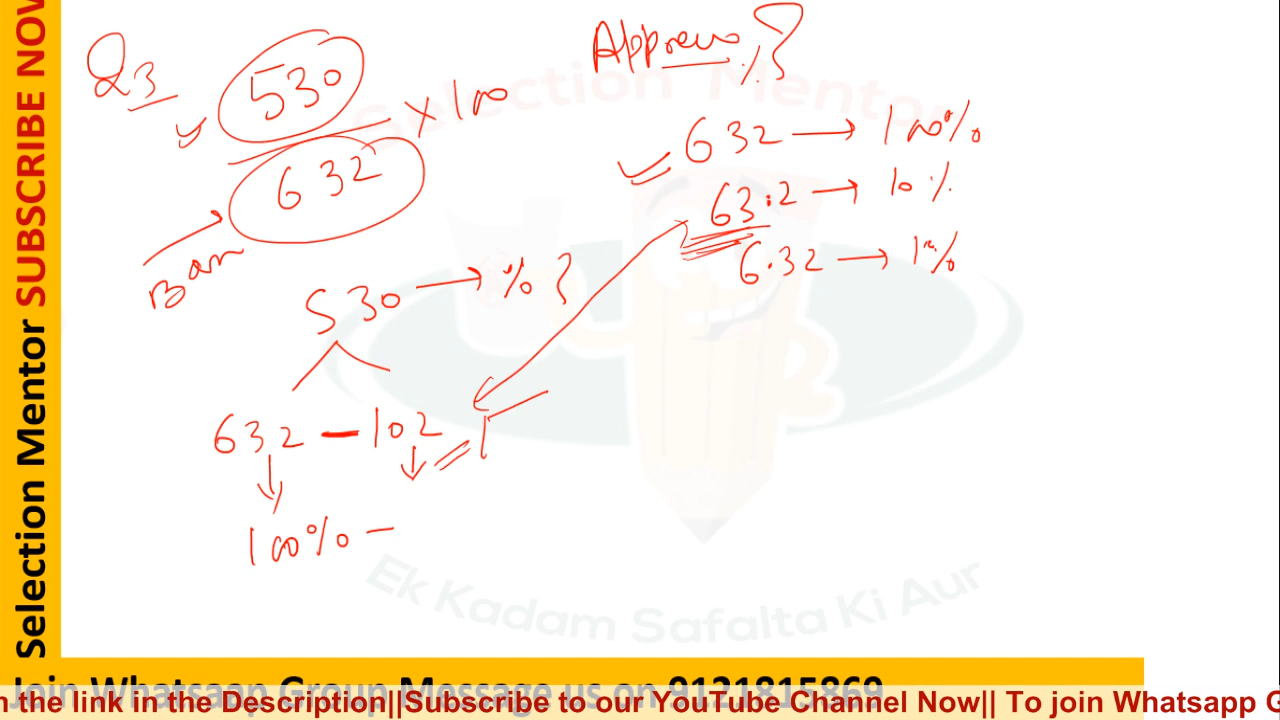 Selection Mentor SUBSCRIBE NOW
Q3
530
632
× 100
Approx %?
632 → 100%
63.2 → 10%
6.32 → 1%
530 → % ?
632 - 102
100% -
Selection Mentor
Ek Kadam Safalta Ki Aur
Join Whatsapp Group Message us on 9131815869
n the link in the Description||Subscribe to our YouTube Channel Now|| To join Whatsapp G